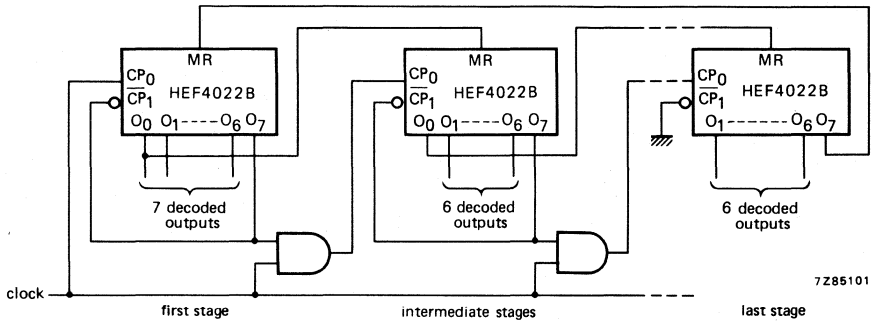 MR
CP0
HEF4022B
CP1
O0 O1 ----- O6 O7
7 decoded
outputs
MR
CP0
HEF4022B
CP1
O0 O1 ---- O6 O7
6 decoded
outputs
MR
CP0
HEF4022B
CP1
O1 -------- O6 O7
6 decoded
outputs
7Z85101
clock
first stage
intermediate stages
last stage